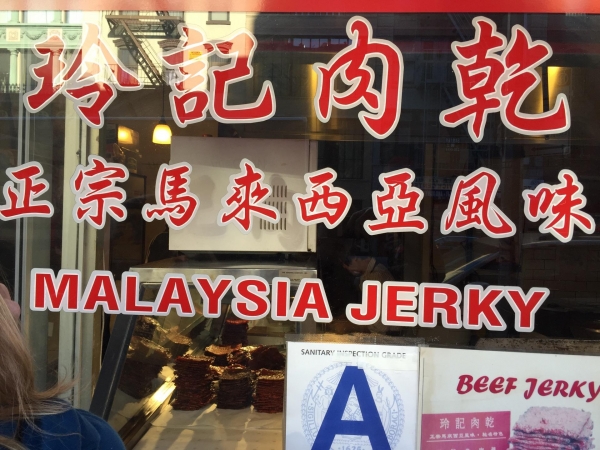 玲記肉乾
正宗馬來西亞風味
MALAYSIA JERKY
SANITARY INSPECTION GRADE
A
BEEF JERKY
玲記肉乾